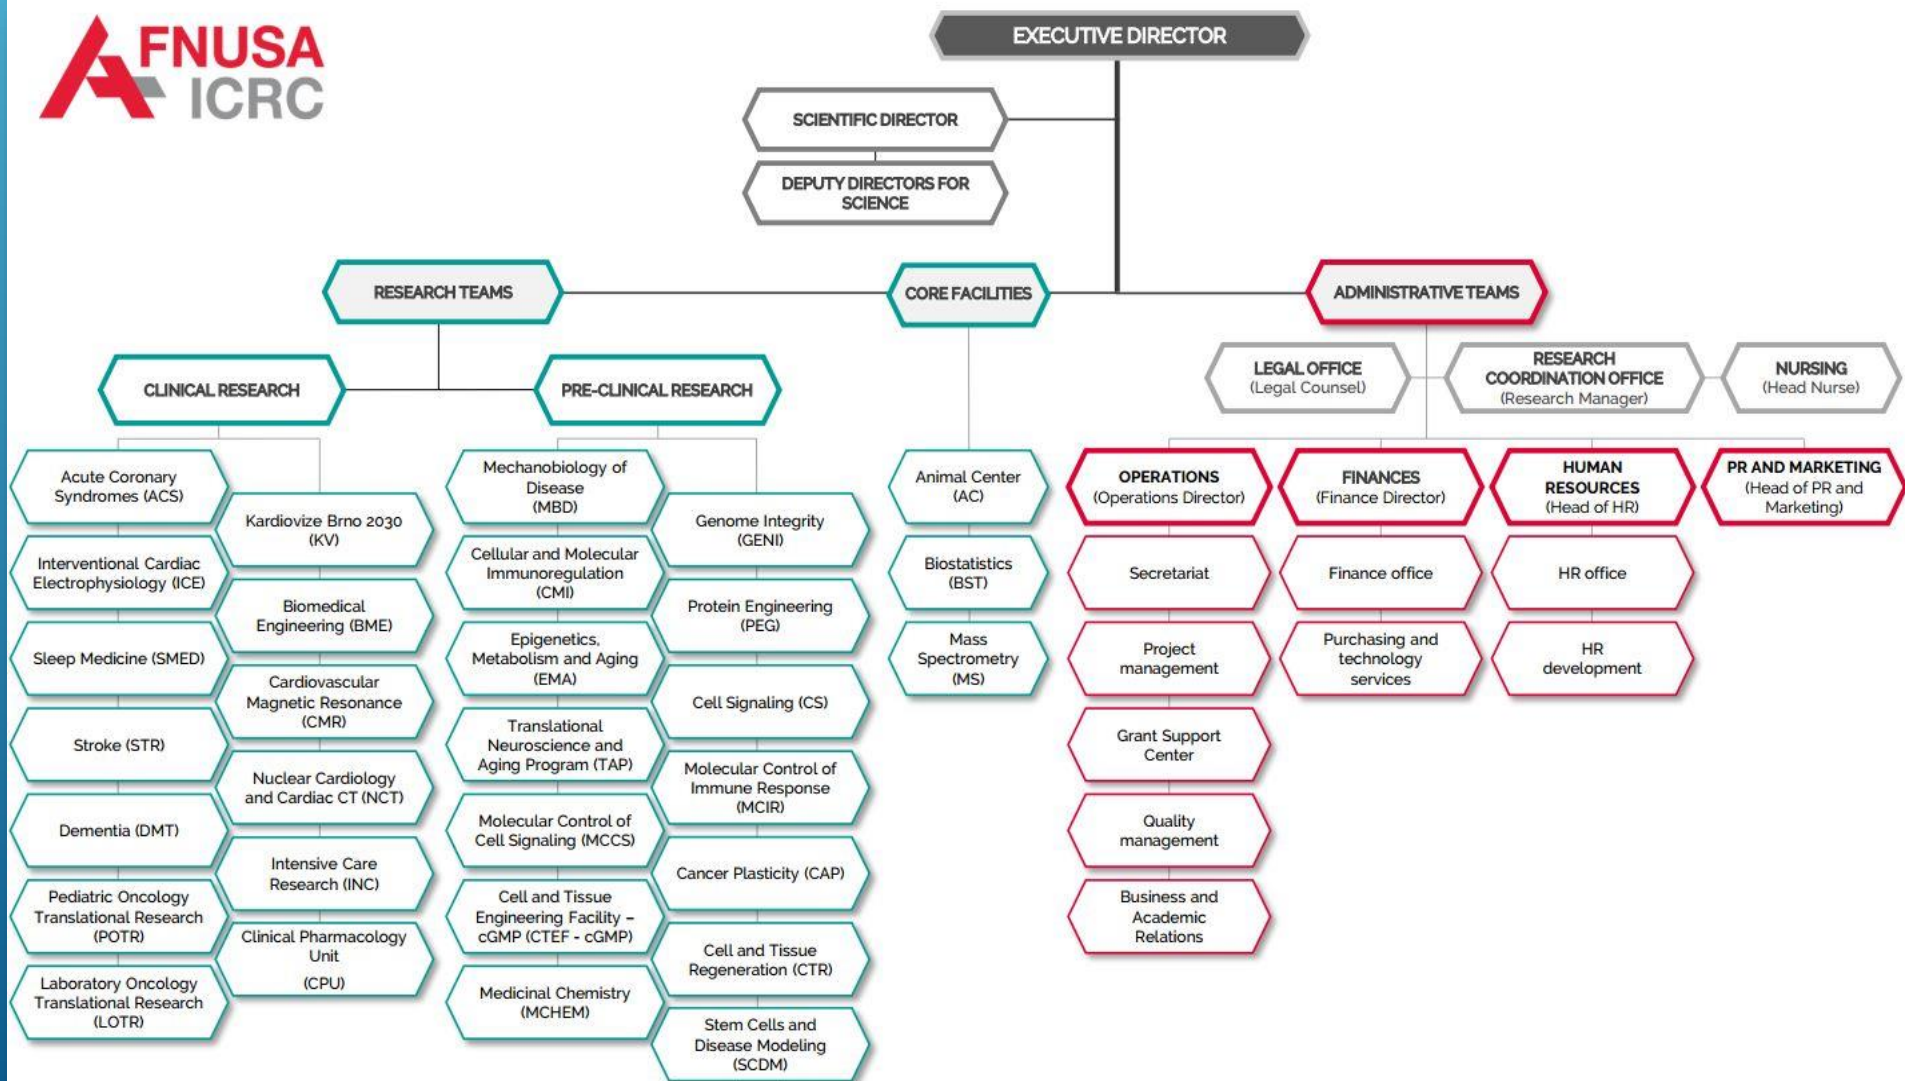 FNUSA
ICRC
EXECUTIVE DIRECTOR
SCIENTIFIC DIRECTOR
DEPUTY DIRECTORS FOR
SCIENCE
RESEARCH TEAMS
CORE FACILITIES
ADMINISTRATIVE TEAMS
LEGAL OFFICE
(Legal Counsel)
RESEARCH
COORDINATION OFFICE
(Research Manager)
NURSING
(Head Nurse)
CLINICAL RESEARCH
PRE-CLINICAL RESEARCH
Acute Coronary
Syndromes (ACS)
Interventional Cardiac
Electrophysiology (ICE)
Sleep Medicine (SMED)
Stroke (STR)
Dementia (DMT)
Pediatric Oncology
Translational Research
(POTR)
Laboratory Oncology
Translational Research
(LOTR)
Kardiovize Brno 2030
(KV)
Biomedical
Engineering (BME)
Cardiovascular
Magnetic Resonance
(CMR)
Nuclear Cardiology
and Cardiac CT (NCT)
Intensive Care
Research (INC)
Clinical Pharmacology
Unit
(CPU)
Mechanobiology of
Disease
(MBD)
Cellular and Molecular
Immunoregulation
(CMI)
Epigenetics,
Metabolism and Aging
(EMA)
Translational
Neuroscience and
Aging Program (TAP)
Molecular Control of
Cell Signaling (MCCS)
Cell and Tissue
Engineering Facility –
cGMP (CTEF - cGMP)
Medicinal Chemistry
(MCHEM)
Genome Integrity
(GENI)
Protein Engineering
(PEG)
Cell Signaling (CS)
Molecular Control of
Immune Response
(MCIR)
Cancer Plasticity (CAP)
Cell and Tissue
Regeneration (CTR)
Stem Cells and
Disease Modeling
(SCDM)
Animal Center
(AC)
Biostatistics
(BST)
Mass
Spectrometry
(MS)
OPERATIONS
(Operations Director)
Secretariat
Project
management
Grant Support
Center
Quality
management
Business and
Academic
Relations
FINANCES
(Finance Director)
Finance office
Purchasing and
technology
services
HUMAN
RESOURCES
(Head of HR)
HR office
HR
development
PR AND MARKETING
(Head of PR and
Marketing)